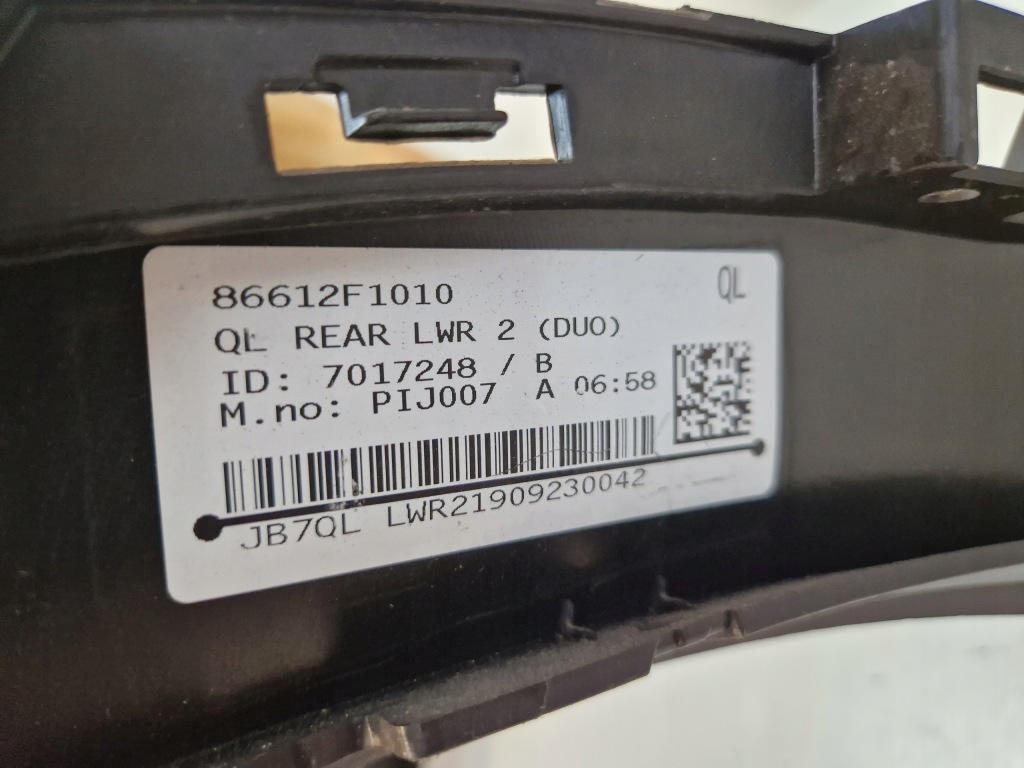 86612F1010 QL
QL REAR LWR 2 (DUO)
ID: 7017248 / B
M.no: PIJ007 A 06:58
JB7QL LWR21909230042